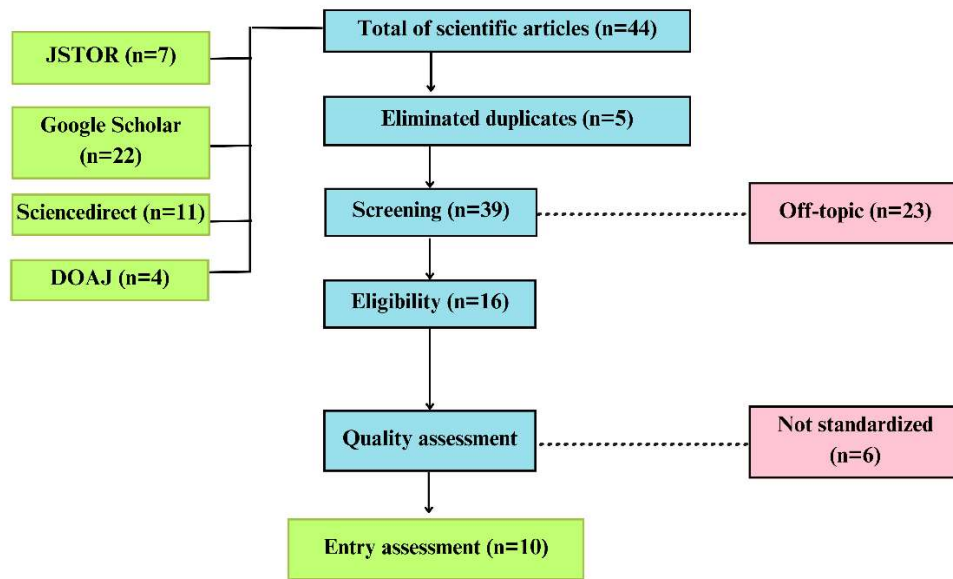 Total of scientific articles (n=44)
JSTOR (n=7)
Google Scholar
(n=22)
Sciencedirect (n=11)
DOAJ (n=4)
Eliminated duplicates (n=5)
Screening (n=39)
Off-topic (n=23)
Eligibility (n=16)
Quality assessment
Not standardized
(n=6)
Entry assessment (n=10)